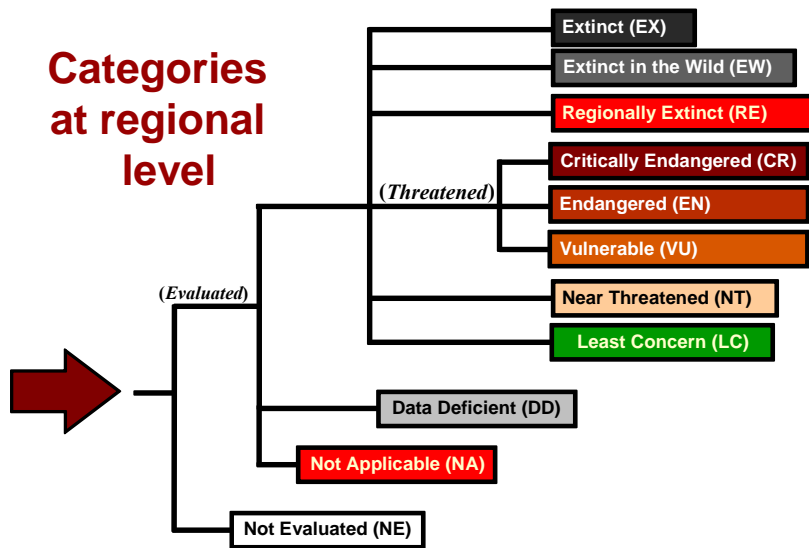 Categories
at regional
level
Extinct (EX)
Extinct in the Wild (EW)
Regionally Extinct (RE)
Critically Endangered (CR)
(Threatened)
Endangered (EN)
Vulnerable (VU)
(Evaluated)
Near Threatened (NT)
Least Concern (LC)
Data Deficient (DD)
Not Applicable (NA)
Not Evaluated (NE)